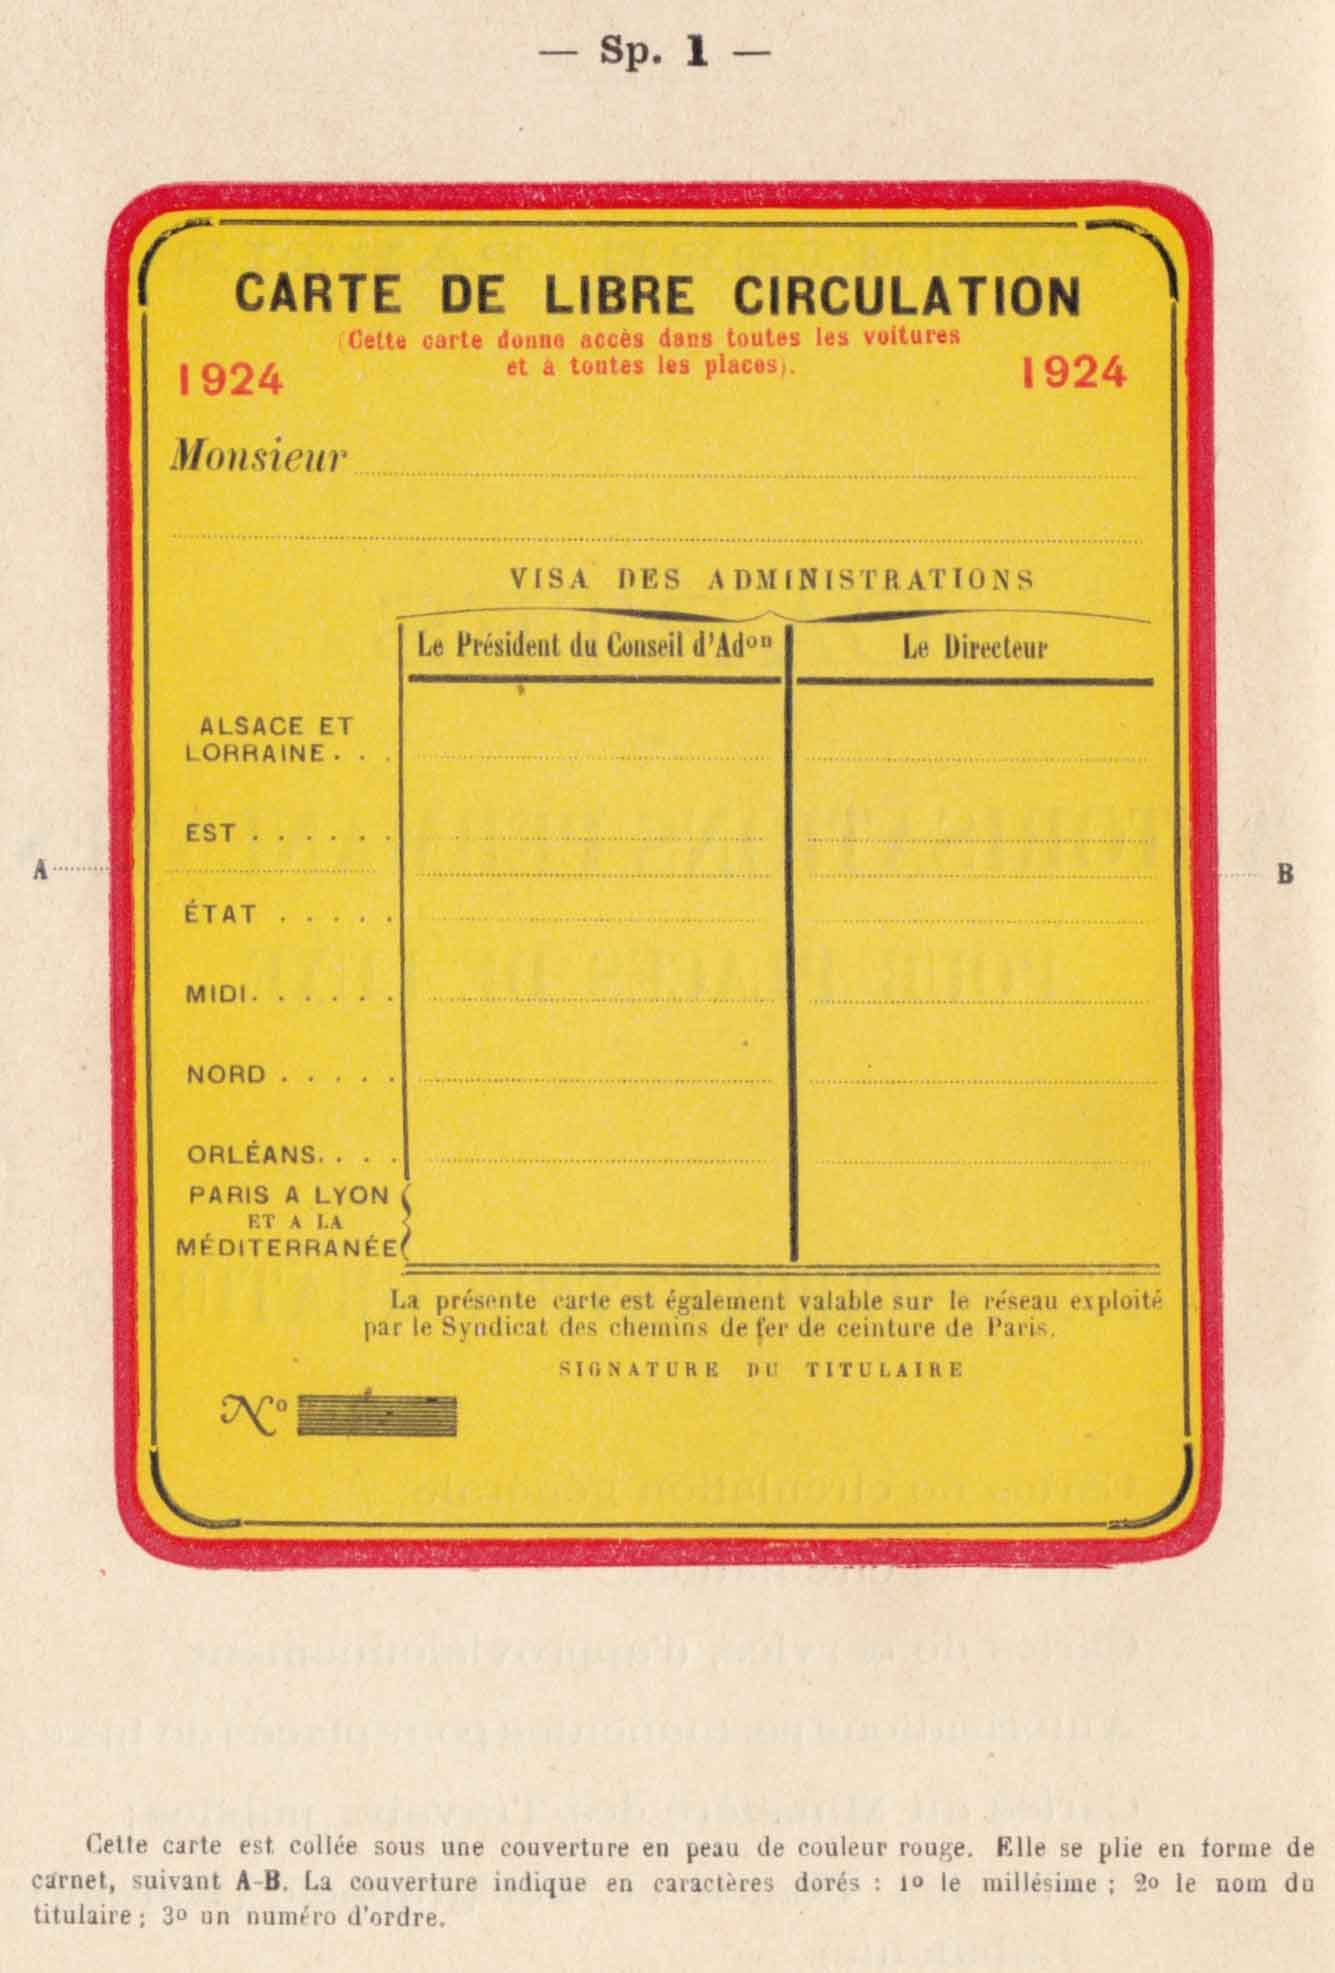 — Sp. 1 —
CARTE DE LIBRE CIRCULATION
(Cette carte donne accès dans toutes les voitures
et à toutes les places).
1924
1924
Monsieur
VISA DES ADMINISTRATIONS
Le Président du Conseil d'Adon
Le Directeur
ALSACE ET
LORRAINE. . .
EST . . . . . .
A
B
ÉTAT . . . . .
MIDI. . . . . .
NORD . . . . .
ORLÉANS. . . .
PARIS A LYON
ET A LA
MÉDITERRANÉE
La présente carte est également valable sur le réseau exploité
par le Syndicat des chemins de fer de ceinture de Paris.
SIGNATURE DU TITULAIRE
No
Cette carte est collée sous une couverture en peau de couleur rouge. Elle se plie en forme de
carnet, suivant A-B. La couverture indique en caractères dorés : 1o le millésime ; 2o le nom du
titulaire ; 3o un numéro d'ordre.